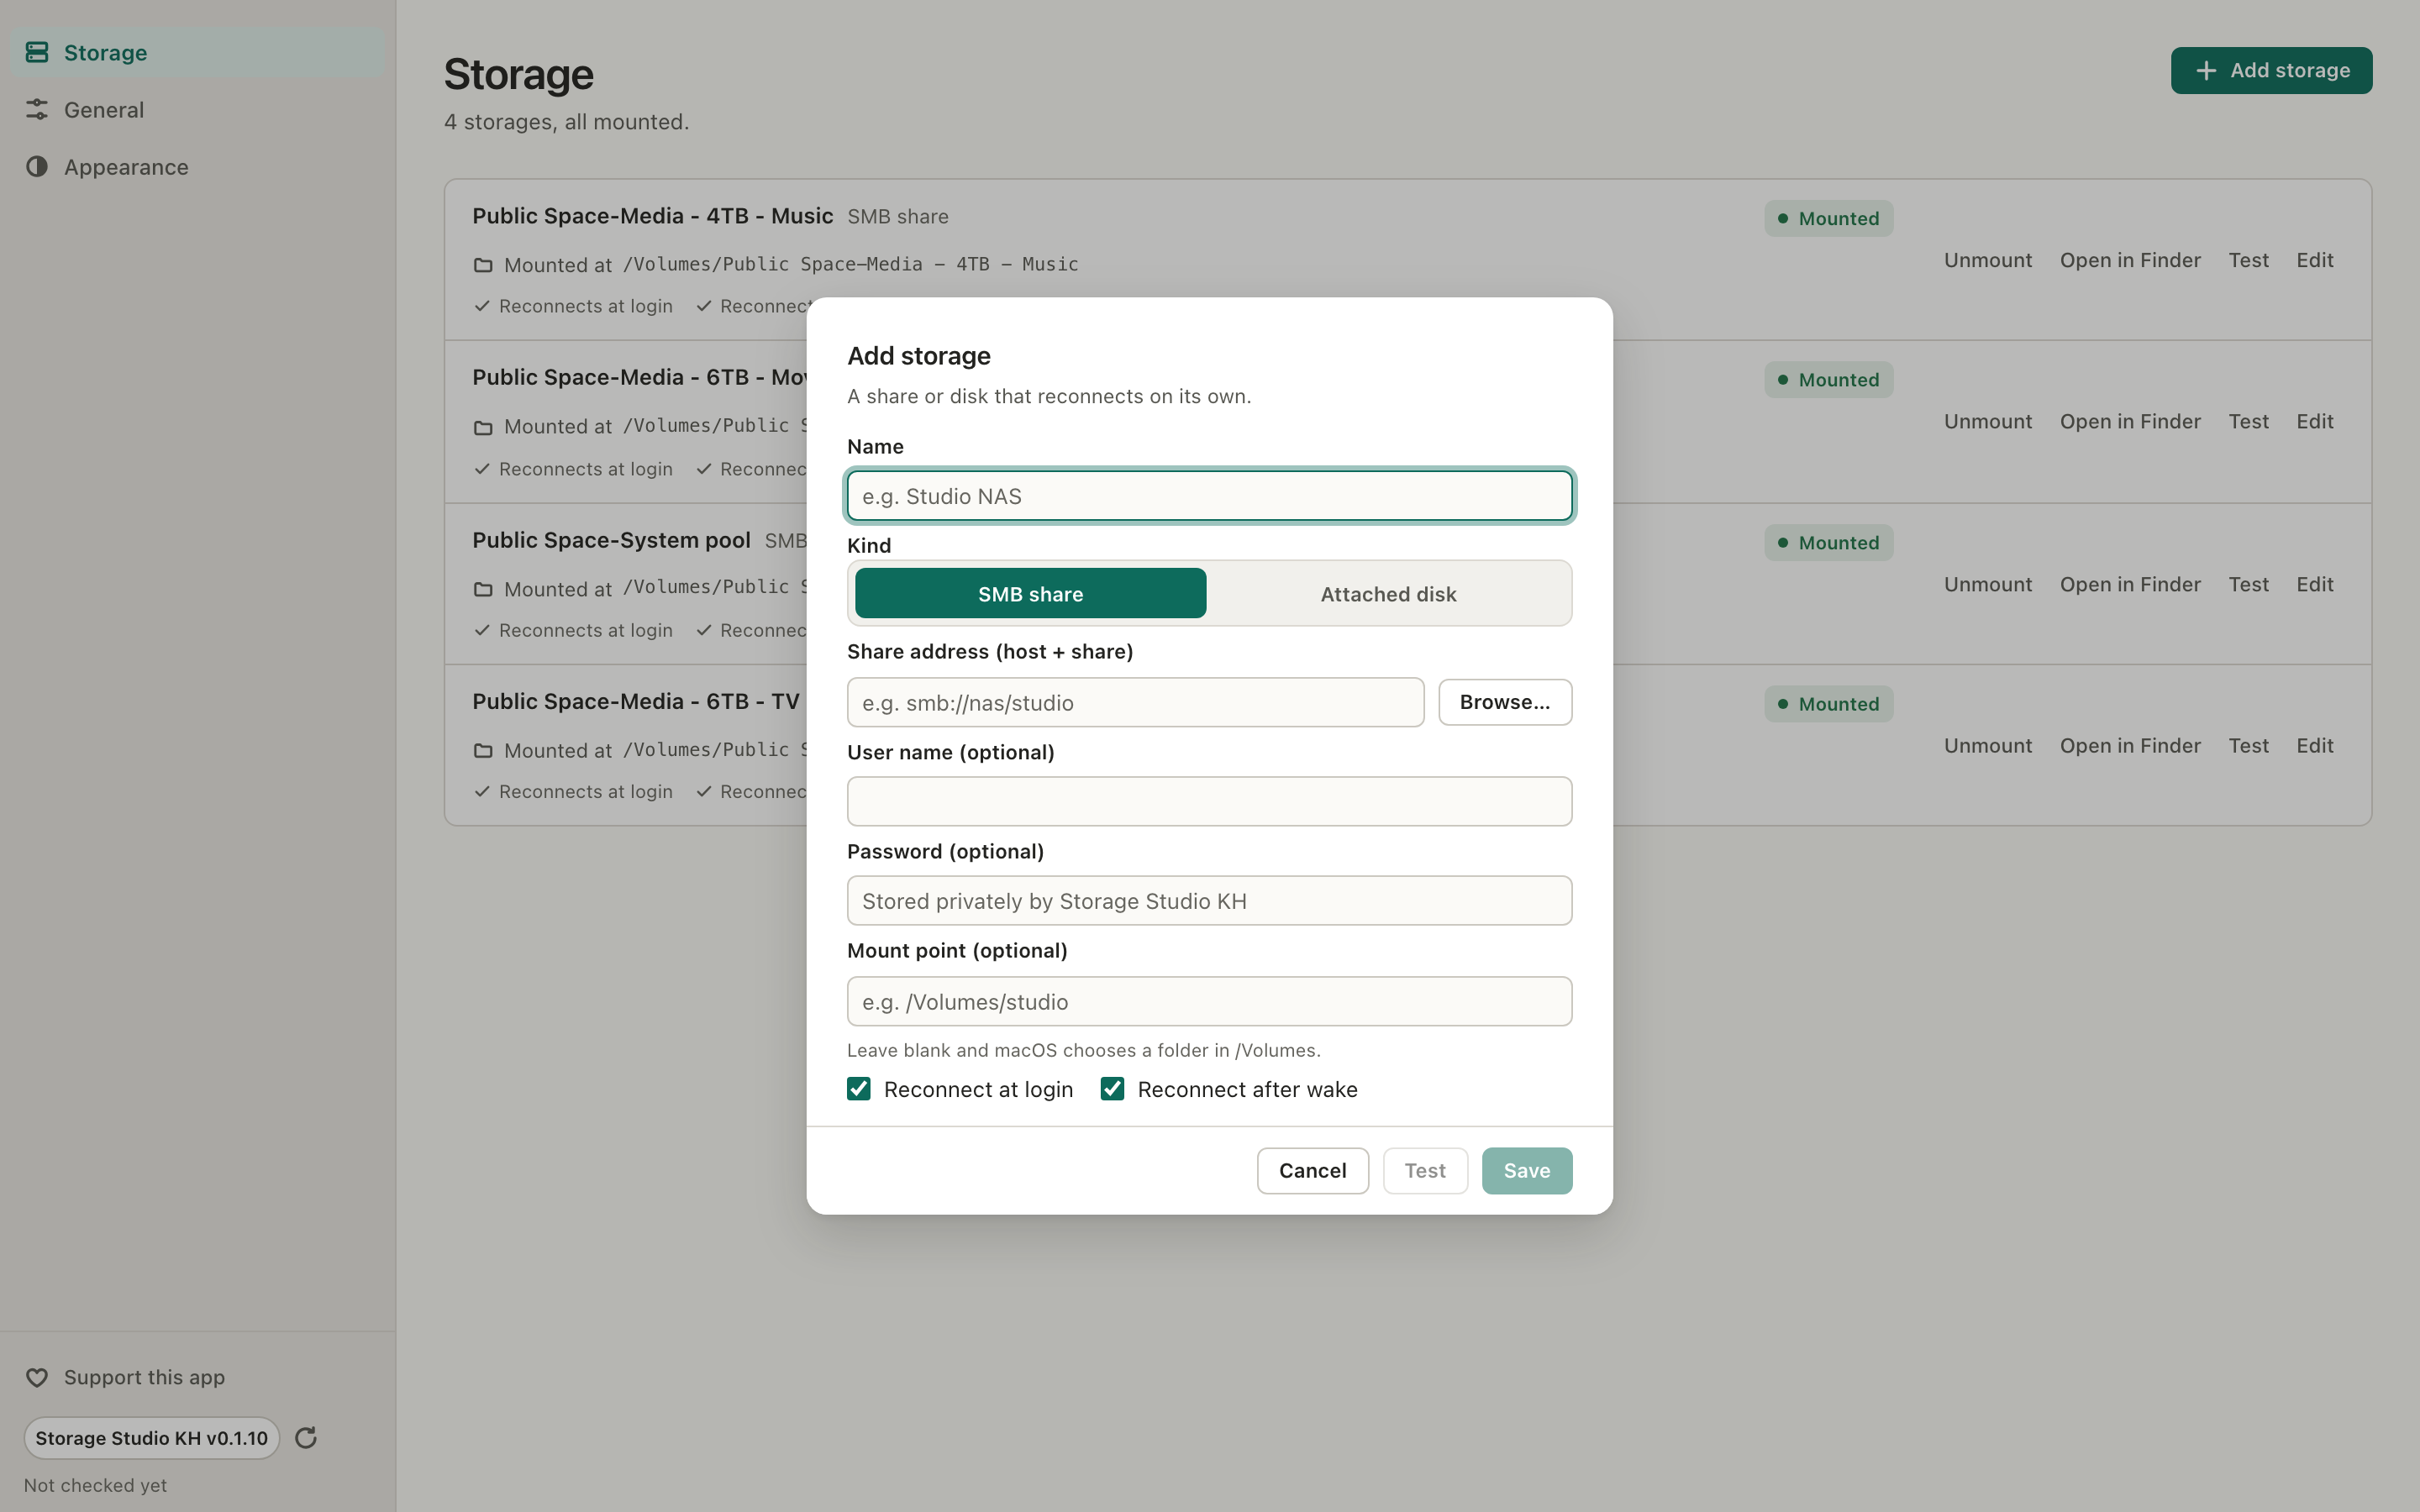 Storage
General
Appearance
Storage
4 storages, all mounted.
+ Add storage
Public Space-Media - 4TB - Music SMB share
Mounted
Mounted at /Volumes/Public Space-Media - 4TB - Music
Unmount Open in Finder Test Edit
Reconnects at login
Public Space-Media - 6TB -
Mounted
Mounted at /Volumes/Public
Unmount Open in Finder Test Edit
Reconnects at login
Public Space-System pool SMB
Mounted
Mounted at /Volumes/Public
Unmount Open in Finder Test Edit
Reconnects at login
Public Space-Media - 6TB - TV
Mounted
Mounted at /Volumes/Public
Unmount Open in Finder Test Edit
Reconnects at login
Add storage
A share or disk that reconnects on its own.
Name
e.g. Studio NAS
Kind
SMB share Attached disk
Share address (host + share)
e.g. smb://nas/studio Browse...
User name (optional)
Password (optional)
Stored privately by Storage Studio KH
Mount point (optional)
e.g. /Volumes/studio
Leave blank and macOS chooses a folder in /Volumes.
Reconnect at login Reconnect after wake
Cancel Test Save
Support this app
Storage Studio KH v0.1.10
Not checked yet